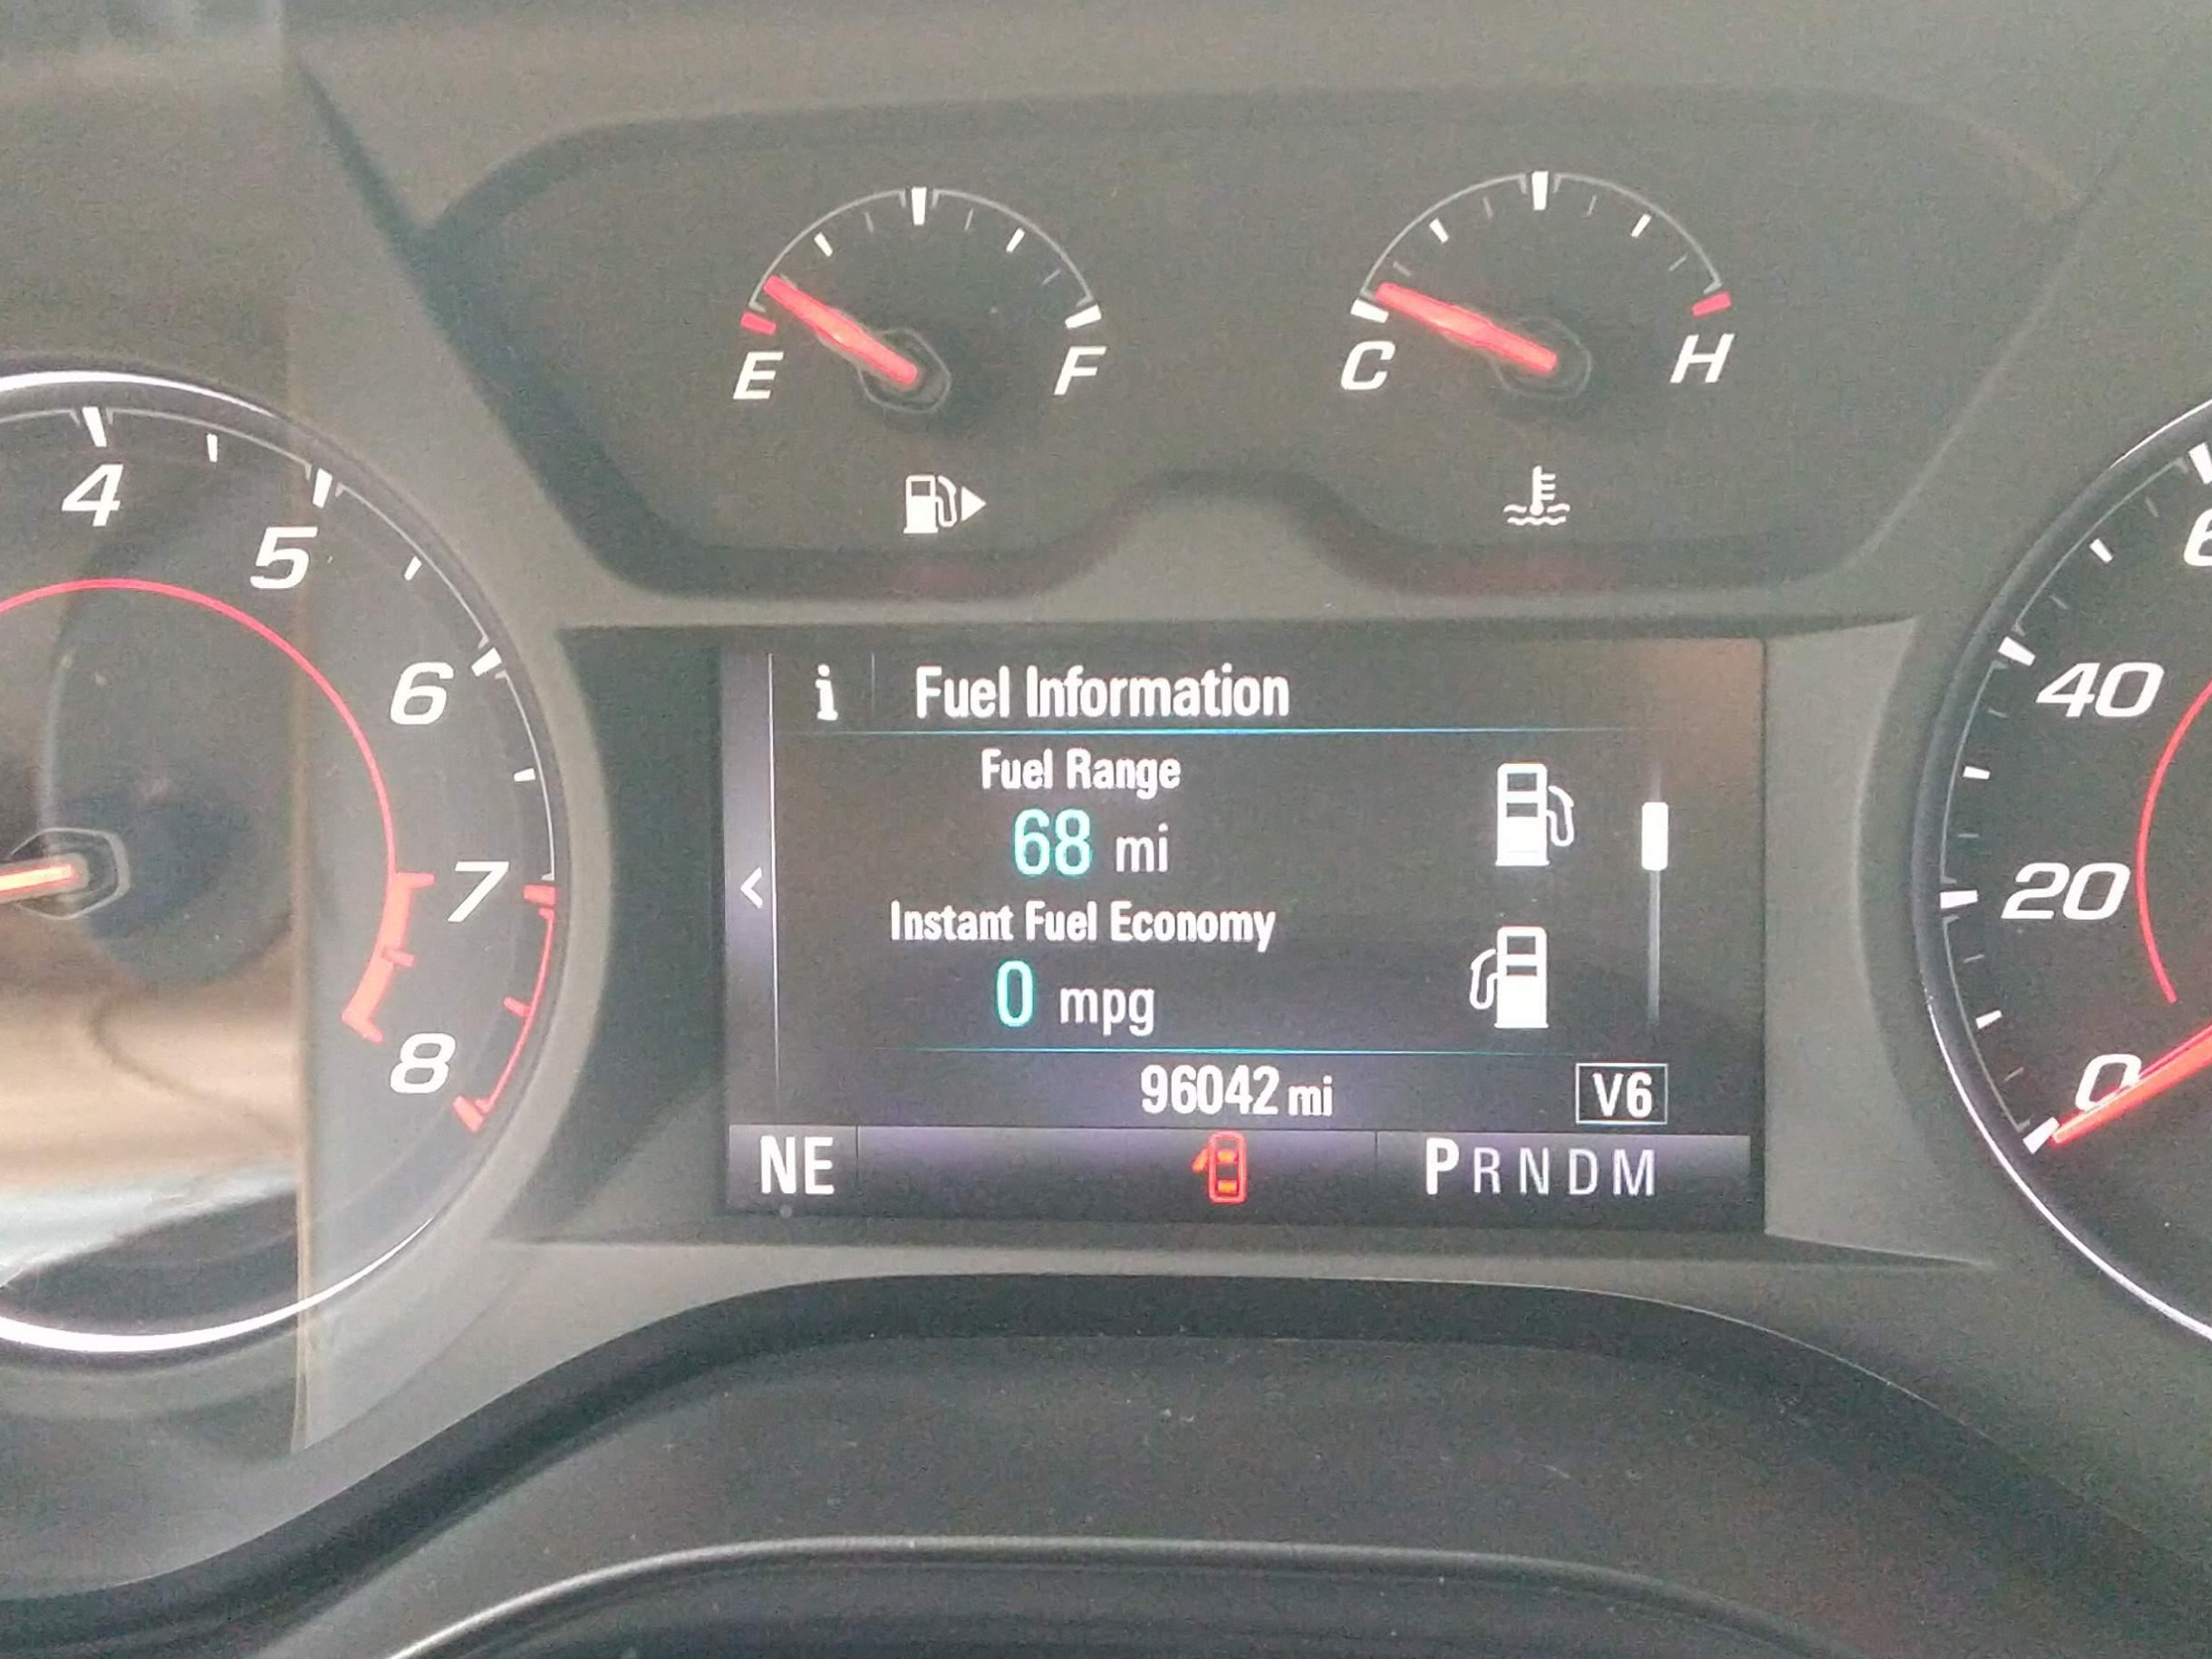 E F
C H
4
5
6
7
8
40
20
0
i Fuel Information
Fuel Range
68 mi
<
Instant Fuel Economy
0 mpg
96042 mi V6
NE PRNDM